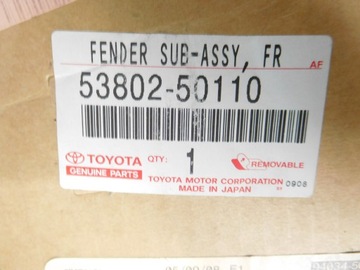 FENDER SUB-ASSY, FR
AF
53802-50110
TOYOTA QTY: 1 REMOVABLE
GENUINE PARTS
TOYOTA MOTOR CORPORATION
MADE IN JAPAN 0908